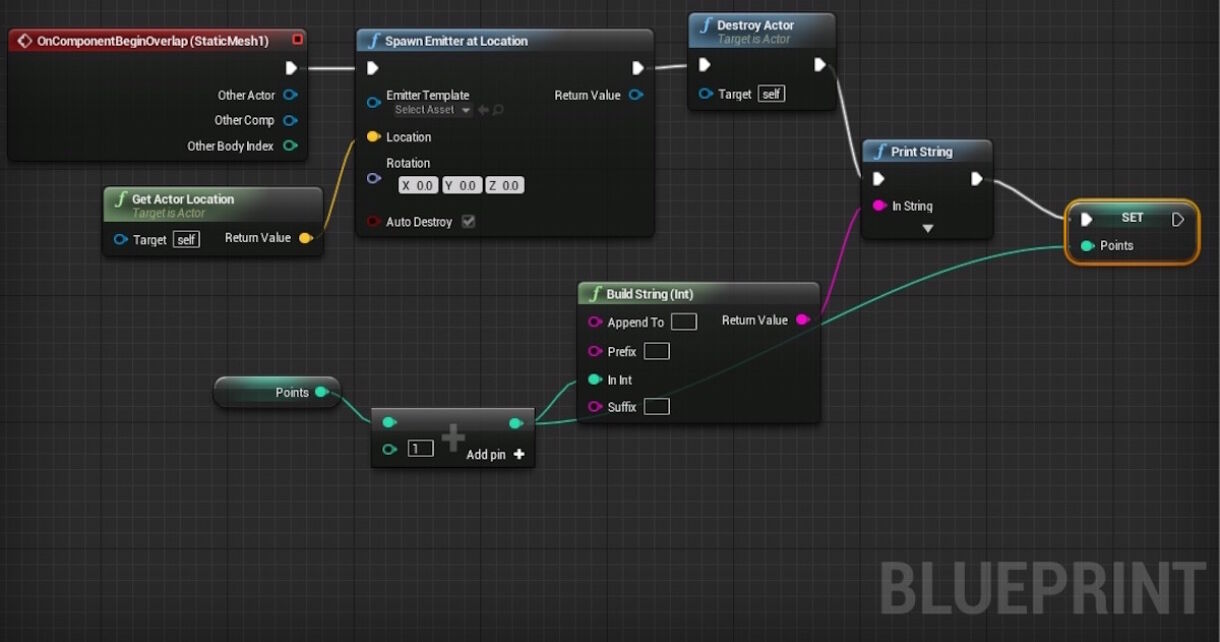 OnComponentBeginOverlap (StaticMesh1)
Other Actor
Other Comp
Other Body Index
f Get Actor Location
Target is Actor
Target self
Return Value
f Spawn Emitter at Location
Emitter Template
Select Asset
Return Value
Location
Rotation
X 0.0 Y 0.0 Z 0.0
Auto Destroy
f Destroy Actor
Target is Actor
Target self
f Print String
In String
SET
Points
f Build String (Int)
Append To
Return Value
Prefix
In Int
Suffix
Points
1
Add pin
BLUEPRINT